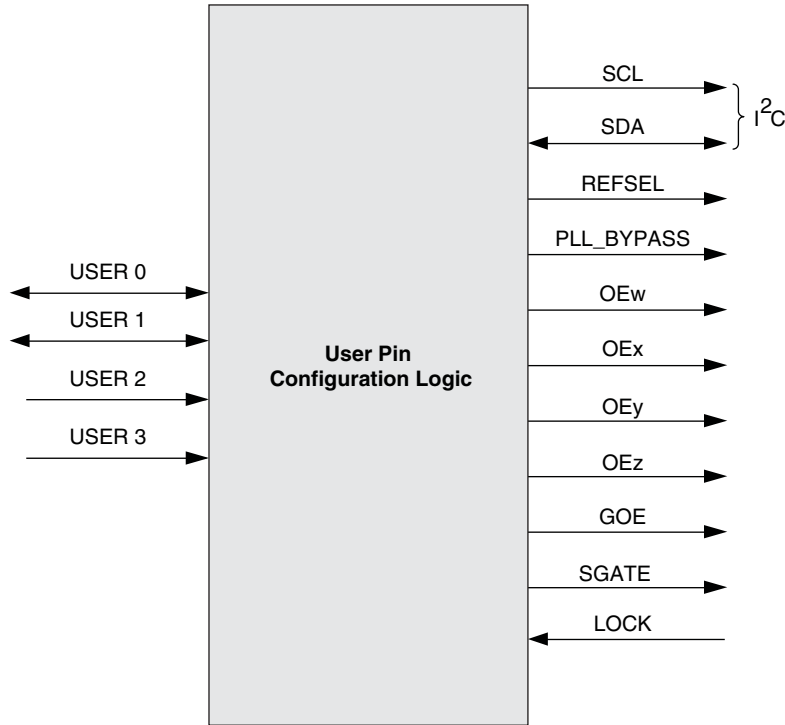 SCL
SDA
I2C
REFSEL
PLL_BYPASS
USER 0
USER 1
USER 2
USER 3
User Pin
Configuration Logic
OEw
OEx
OEy
OEz
GOE
SGATE
LOCK